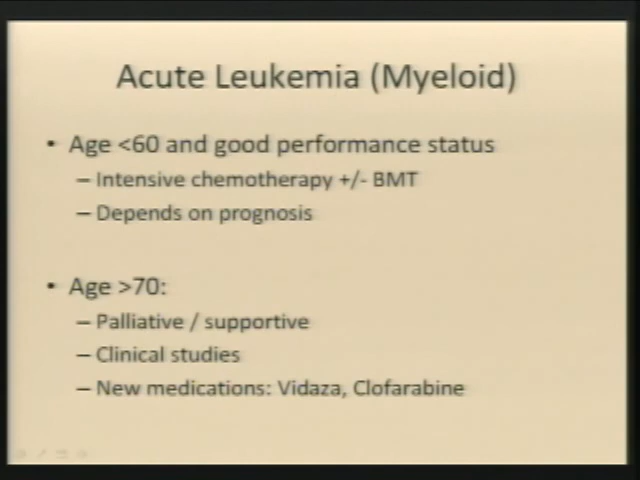 Acute Leukemia (Myeloid)
• Age <60 and good performance status
– Intensive chemotherapy +/- BMT
– Depends on prognosis
• Age >70:
– Palliative / supportive
– Clinical studies
– New medications: Vidaza, Clofarabine